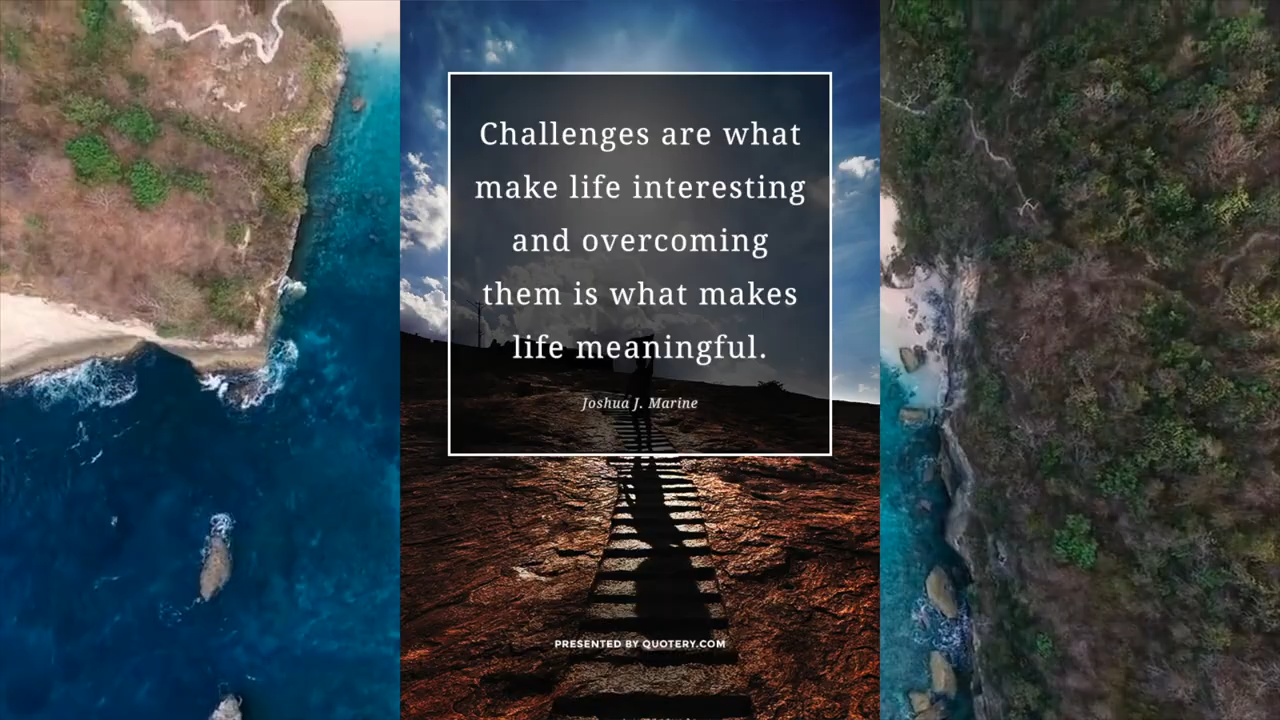 Challenges are what
make life interesting
and overcoming
them is what makes
life meaningful.
Joshua J. Marine
PRESENTED BY QUOTERY.COM